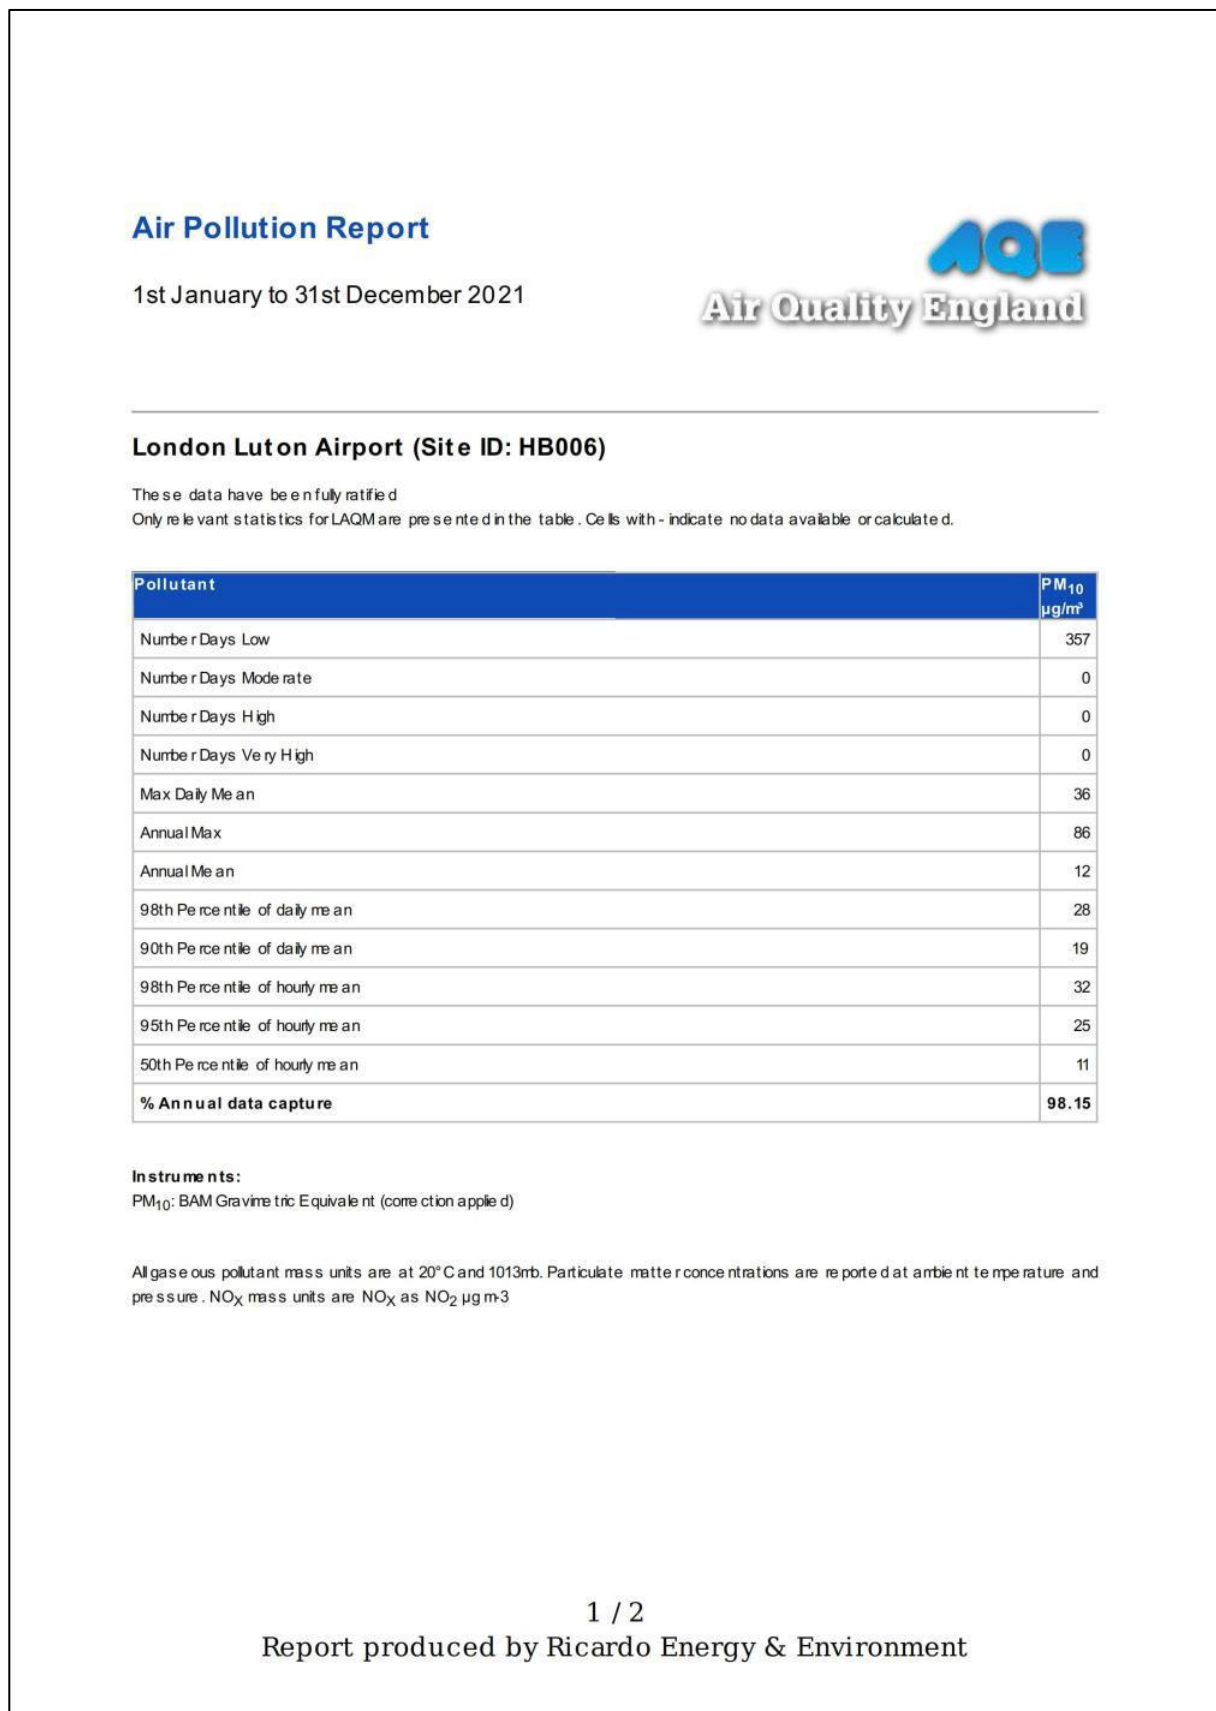 Air Pollution Report
1st January to 31st December 2021
AQE
Air Quality England
London Luton Airport (Site ID: HB006)
These data have been fully ratified
Only relevant statistics for LAQM are presented in the table. Cells with - indicate no data available or calculated.
Pollutant PM10 µg/m³
Number Days Low 357
Number Days Moderate 0
Number Days High 0
Number Days Very High 0
Max Daily Mean 36
Annual Max 86
Annual Mean 12
98th Percentile of daily mean 28
90th Percentile of daily mean 19
98th Percentile of hourly mean 32
95th Percentile of hourly mean 25
50th Percentile of hourly mean 11
% Annual data capture 98.15
Instruments:
PM10: BAM Gravimetric Equivalent (correction applied)
All gaseous pollutant mass units are at 20°C and 1013mb. Particulate matter concentrations are reported at ambient temperature and
pressure. NOX mass units are NOX as NO2 µg m-3
1 / 2
Report produced by Ricardo Energy & Environment